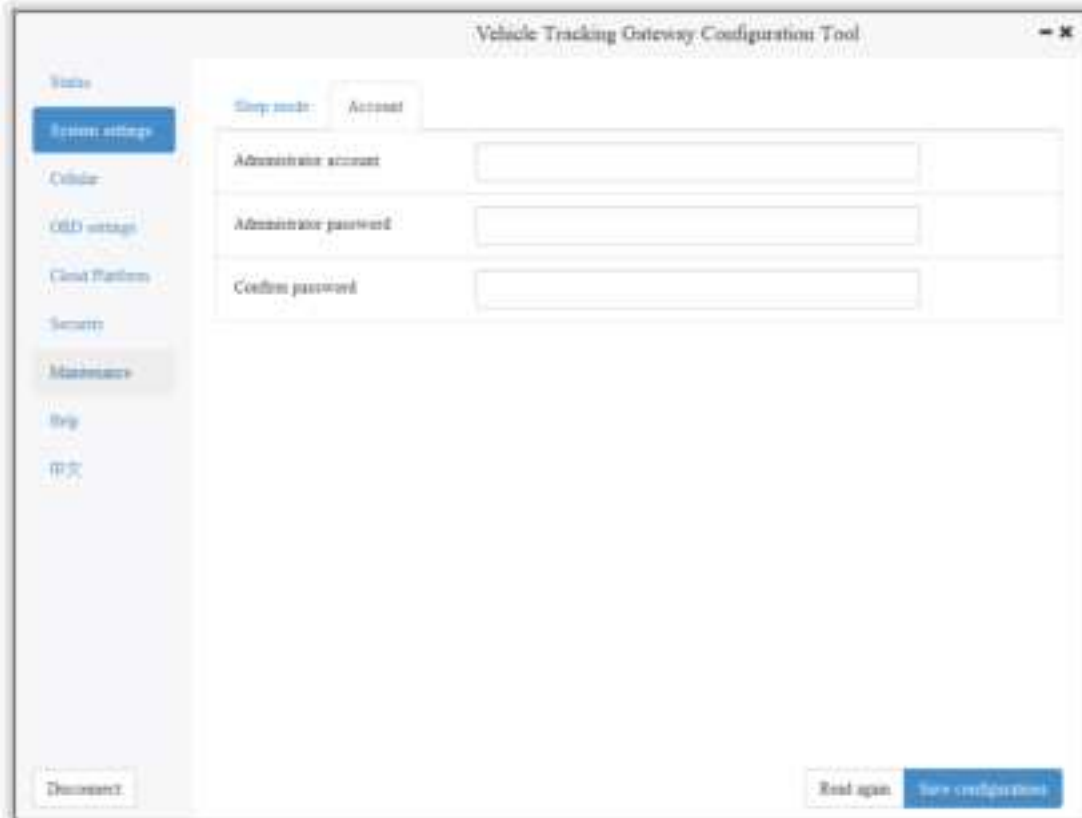 Vehicle Tracking Gateway Configuration Tool
Status
System settings
Cellular
OBD settings
Cloud Platform
Security
Maintenance
Help
中文
Sleep mode
Account
Administrator account
Administrator password
Confirm password
Disconnect
Read again
Save configurations